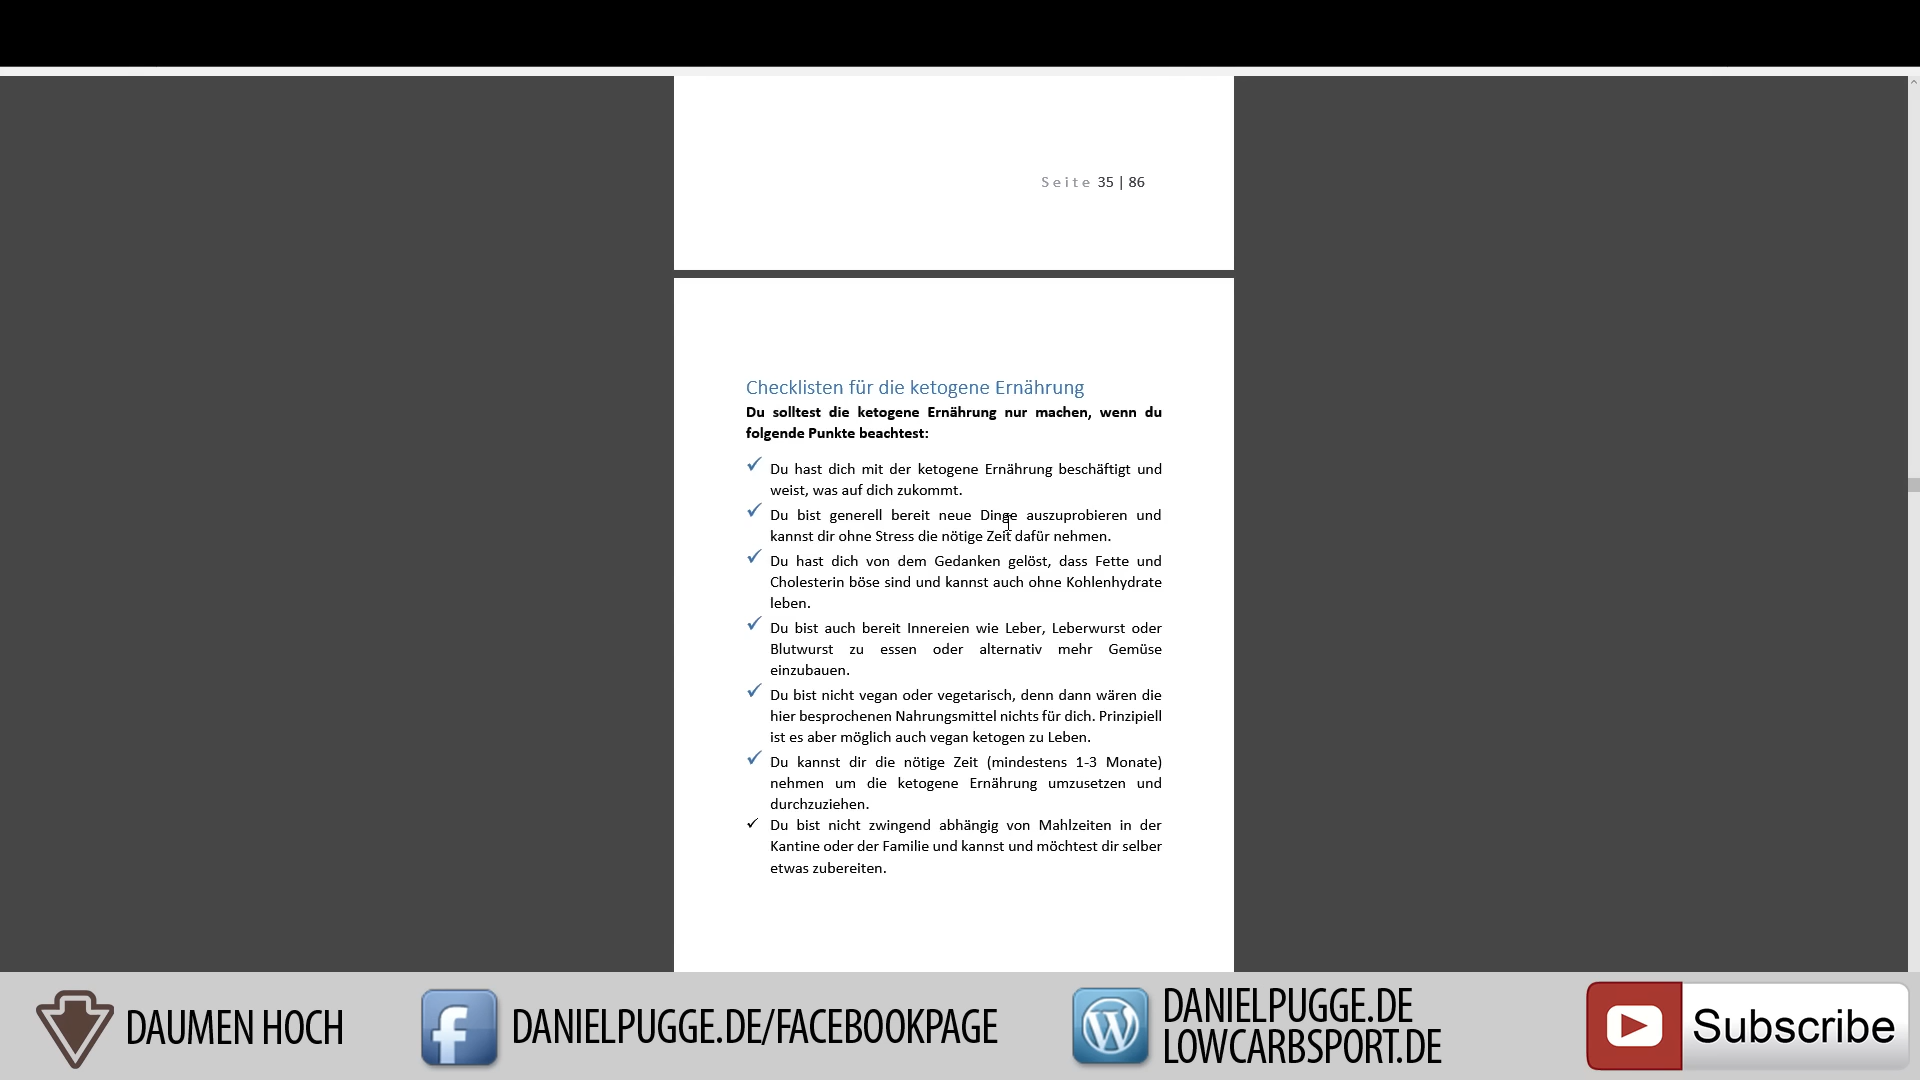 Seite 35 | 86
Checklisten für die ketogene Ernährung
Du solltest die ketogene Ernährung nur machen, wenn du
folgende Punkte beachtest:
✓ Du hast dich mit der ketogene Ernährung beschäftigt und
weist, was auf dich zukommt.
✓ Du bist generell bereit neue Dinge auszuprobieren und
kannst dir ohne Stress die nötige Zeit dafür nehmen.
✓ Du hast dich von dem Gedanken gelöst, dass Fette und
Cholesterin böse sind und kannst auch ohne Kohlenhydrate
leben.
✓ Du bist auch bereit Innereien wie Leber, Leberwurst oder
Blutwurst zu essen oder alternativ mehr Gemüse
einzubauen.
✓ Du bist nicht vegan oder vegetarisch, denn dann wären die
hier besprochenen Nahrungsmittel nichts für dich. Prinzipiell
ist es aber möglich auch vegan ketogen zu Leben.
✓ Du kannst dir die nötige Zeit (mindestens 1-3 Monate)
nehmen um die ketogene Ernährung umzusetzen und
durchzuziehen.
✓ Du bist nicht zwingend abhängig von Mahlzeiten in der
Kantine oder der Familie und kannst und möchtest dir selber
etwas zubereiten.
DAUMEN HOCH
DANIELPUGGE.DE/FACEBOOKPAGE
DANIELPUGGE.DE
LOWCARBSPORT.DE
Subscribe